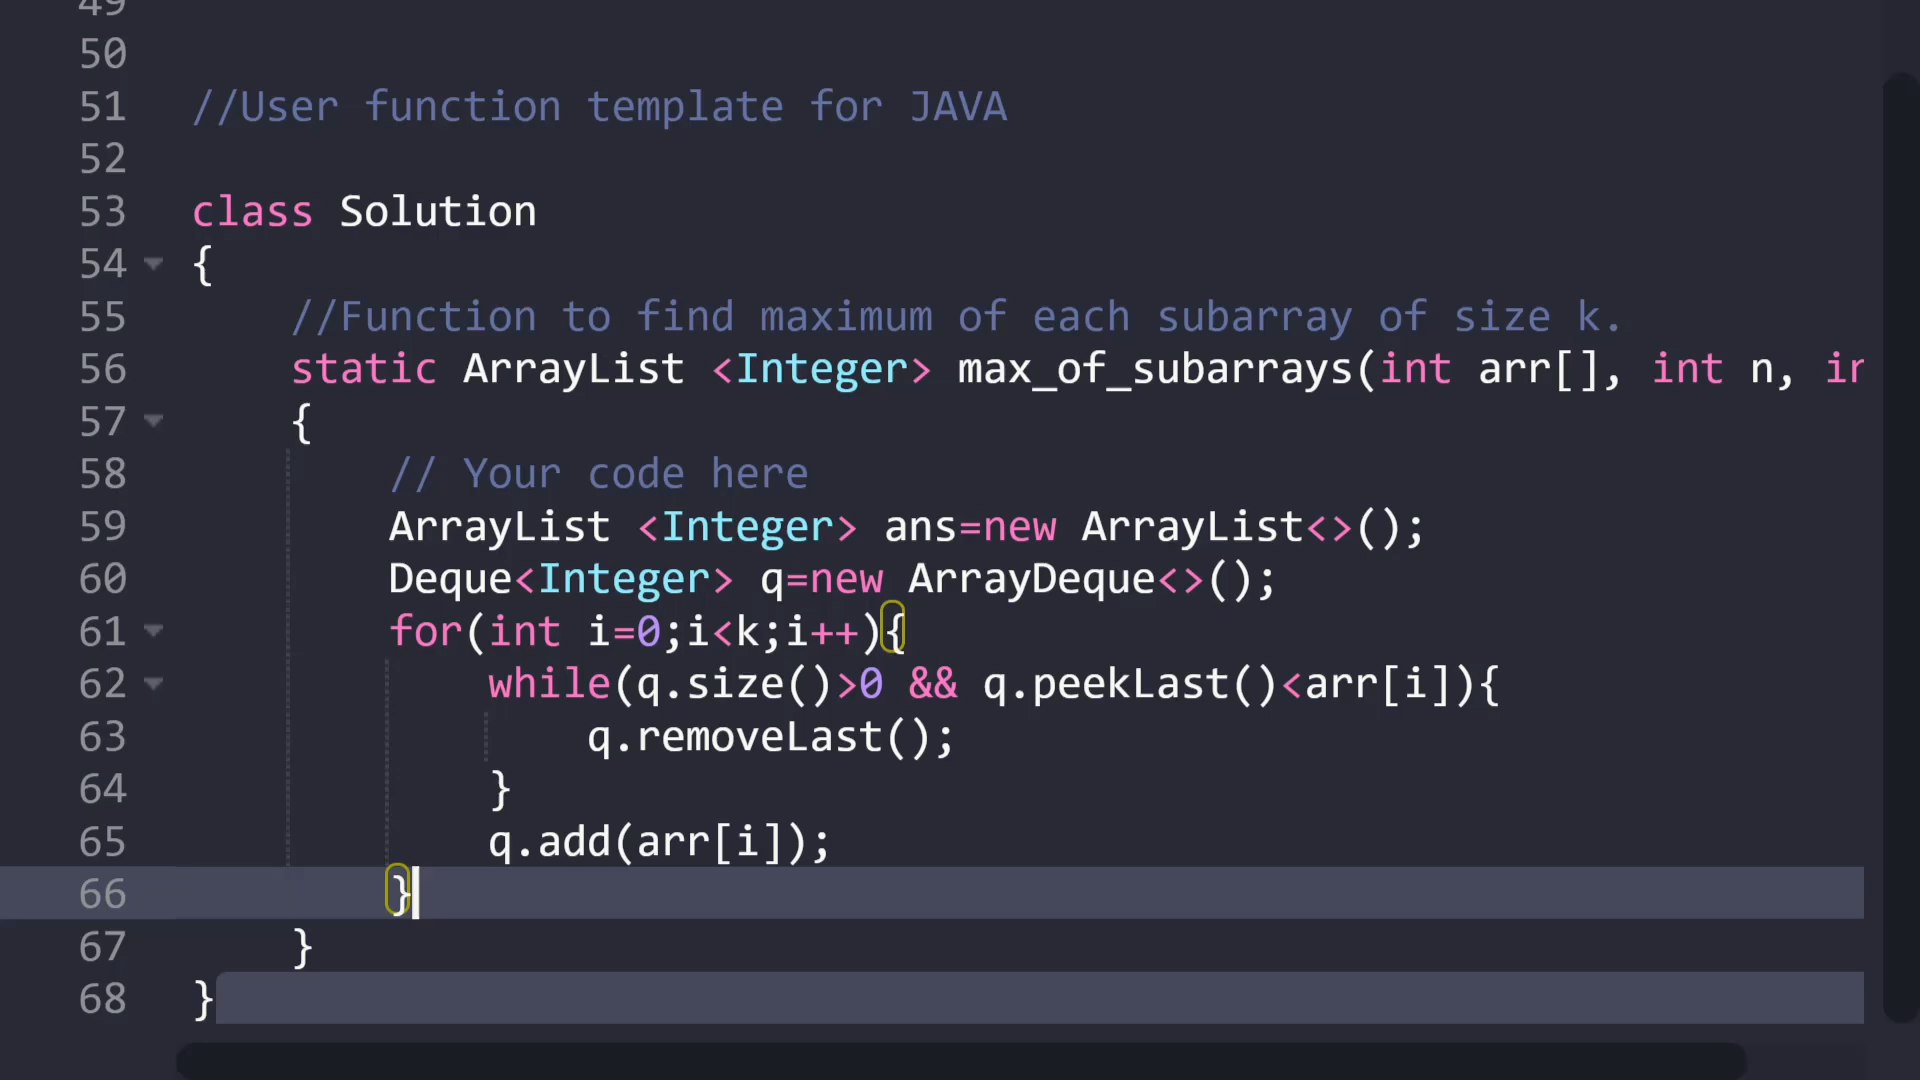 49
50
51 //User function template for JAVA
52
53 class Solution
54 {
55 //Function to find maximum of each subarray of size k.
56 static ArrayList <Integer> max_of_subarrays(int arr[], int n, in
57 {
58 // Your code here
59 ArrayList <Integer> ans=new ArrayList<>();
60 Deque<Integer> q=new ArrayDeque<>();
61 for(int i=0;i<k;i++){
62 while(q.size()>0 && q.peekLast()<arr[i]){
63 q.removeLast();
64 }
65 q.add(arr[i]);
66 }
67 }
68 }